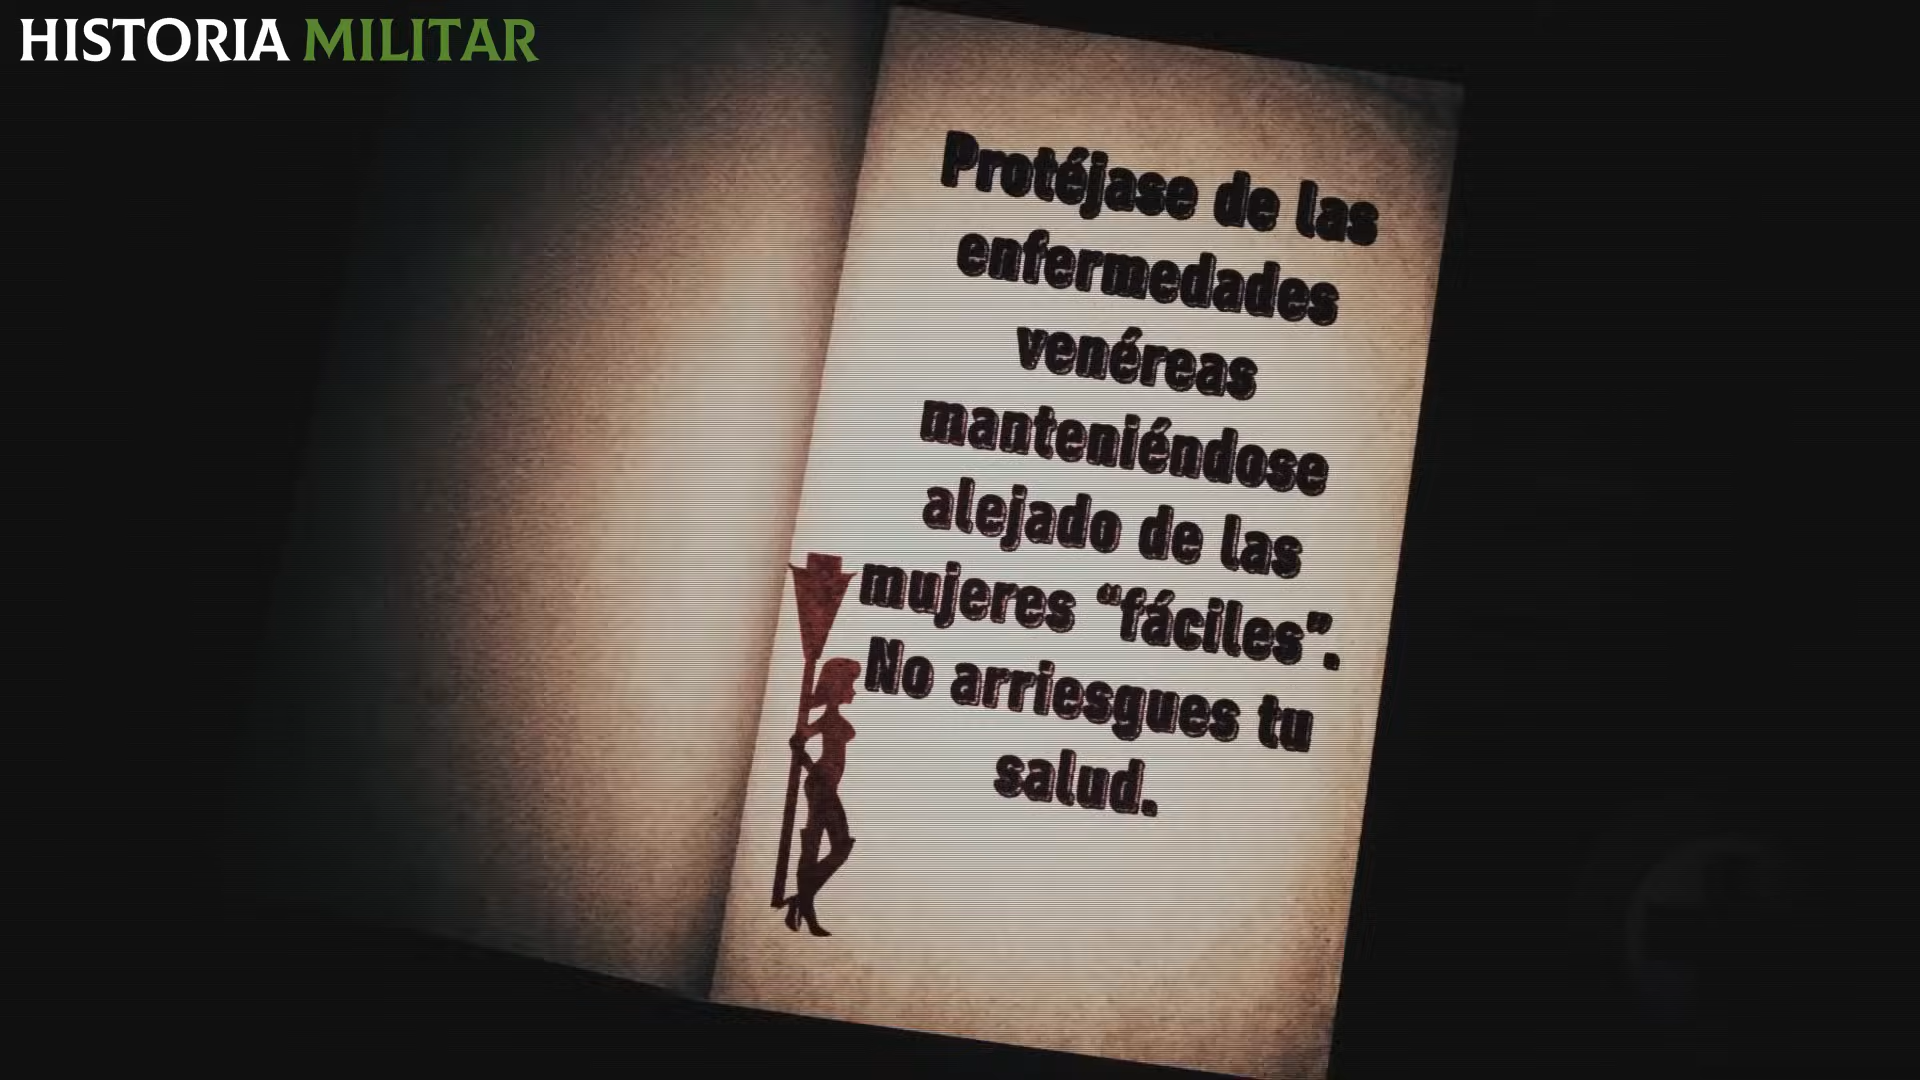 HISTORIA MILITAR
Protéjase de las
enfermedades
venéreas
manteniéndose
alejado de las
mujeres “fáciles”.
No arriesgues tu
salud.